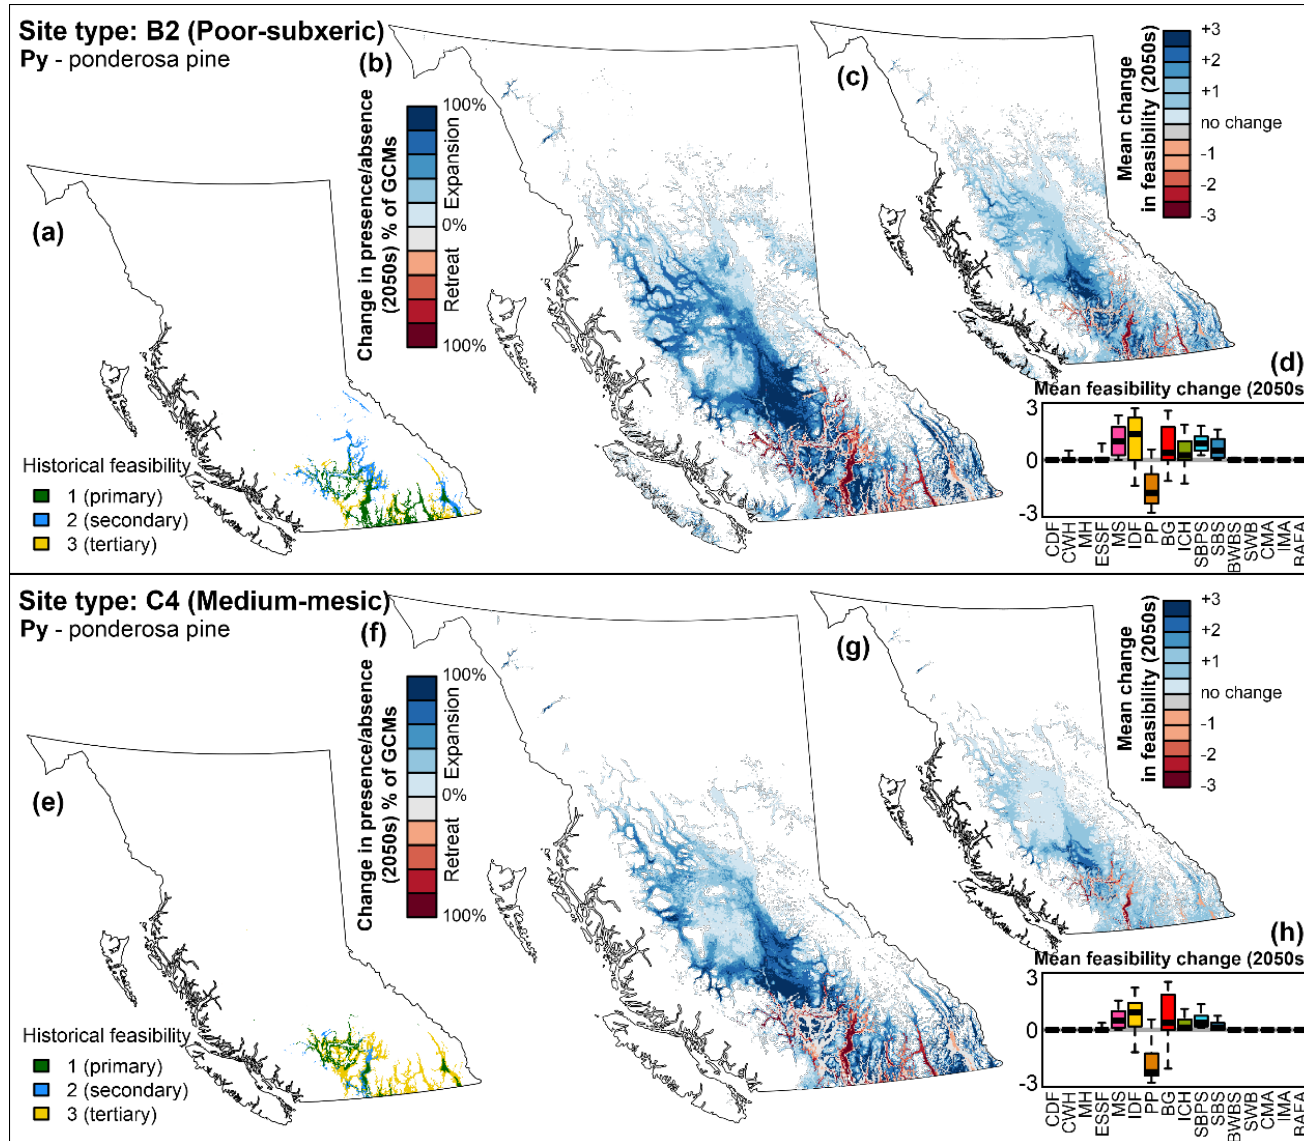 Site type: B2 (Poor-subxeric)
Py - ponderosa pine
(a)
Historical feasibility
1 (primary)
2 (secondary)
3 (tertiary)
(b)
Change in presence/absence
(2050s) % of GCMs
Retreat Expansion
100%
0%
100%
(c)
Mean change
in feasibility (2050s)
+3
+2
+1
no change
-1
-2
-3
(d)
Mean feasibility change (2050s
3
0
-3
CDF
CWH
MH
ESSF
MS
IDF
PP
BG
ICH
SBPS
SBS
BWBS
SWB
CMA
IMA
BAFA
Site type: C4 (Medium-mesic)
Py - ponderosa pine
(e)
Historical feasibility
1 (primary)
2 (secondary)
3 (tertiary)
(f)
Change in presence/absence
(2050s) % of GCMs
Retreat Expansion
100%
0%
100%
(g)
Mean change
in feasibility (2050s)
+3
+2
+1
no change
-1
-2
-3
(h)
Mean feasibility change (2050s
3
0
-3
CDF
CWH
MH
ESSF
MS
IDF
PP
BG
ICH
SBPS
SBS
BWBS
SWB
CMA
IMA
BAFA